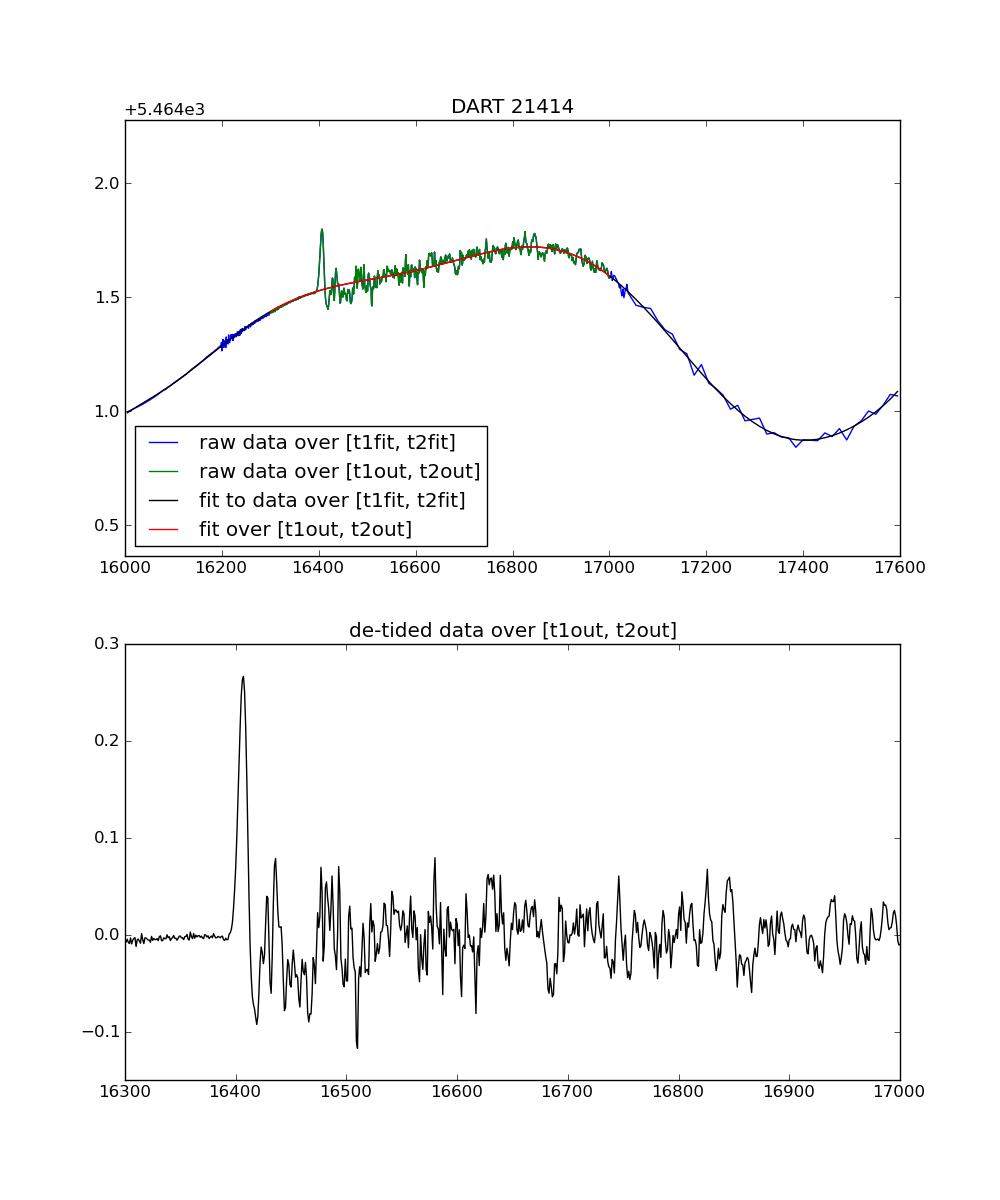 +5.464e3
DART 21414
2.0
1.5
1.0
0.5
raw data over [t1fit, t2fit]
raw data over [t1out, t2out]
fit to data over [t1fit, t2fit]
fit over [t1out, t2out]
16000 16200 16400 16600 16800 17000 17200 17400 17600
de-tided data over [t1out, t2out]
0.3
0.2
0.1
0.0
−0.1
16300 16400 16500 16600 16700 16800 16900 17000